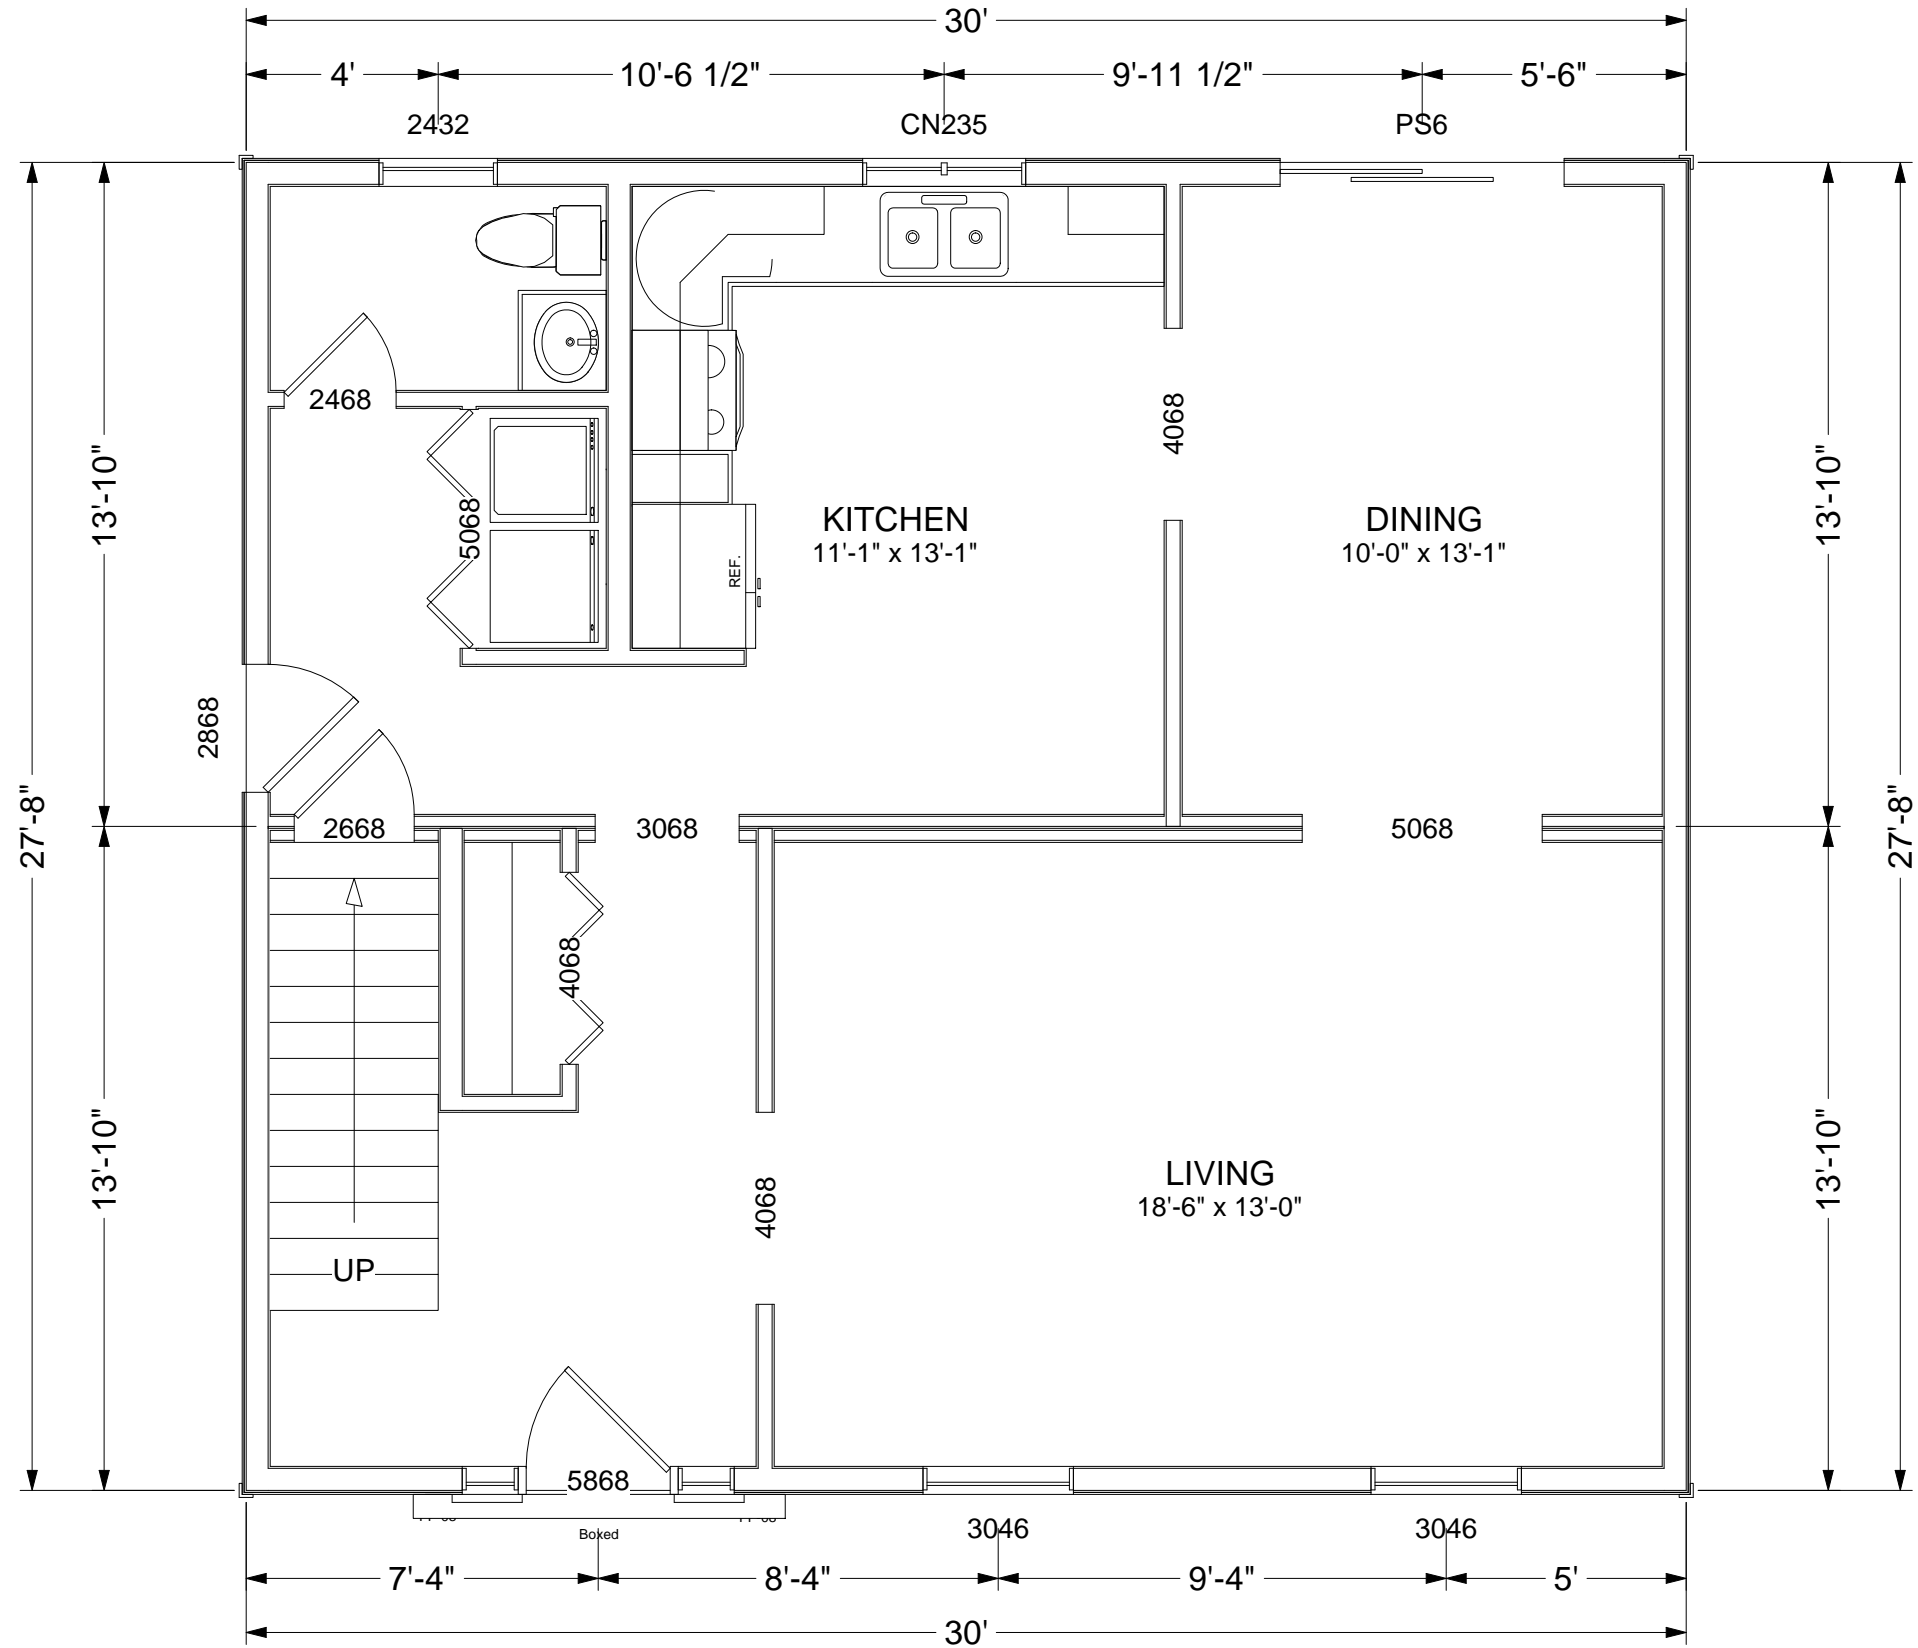 30'
4'
10'-6 1/2"
9'-11 1/2"
5'-6"
2432
CN235
PS6
2468
4068
13'-10"
13'-10"
5068
KITCHEN
11'-1" x 13'-1"
DINING
10'-0" x 13'-1"
REF.
2868
27'-8"
27'-8"
2668
3068
5068
4068
13'-10"
13'-10"
4068
LIVING
18'-6" x 13'-0"
UP
5868
Boxed
3046
3046
7'-4"
8'-4"
9'-4"
5'
30'